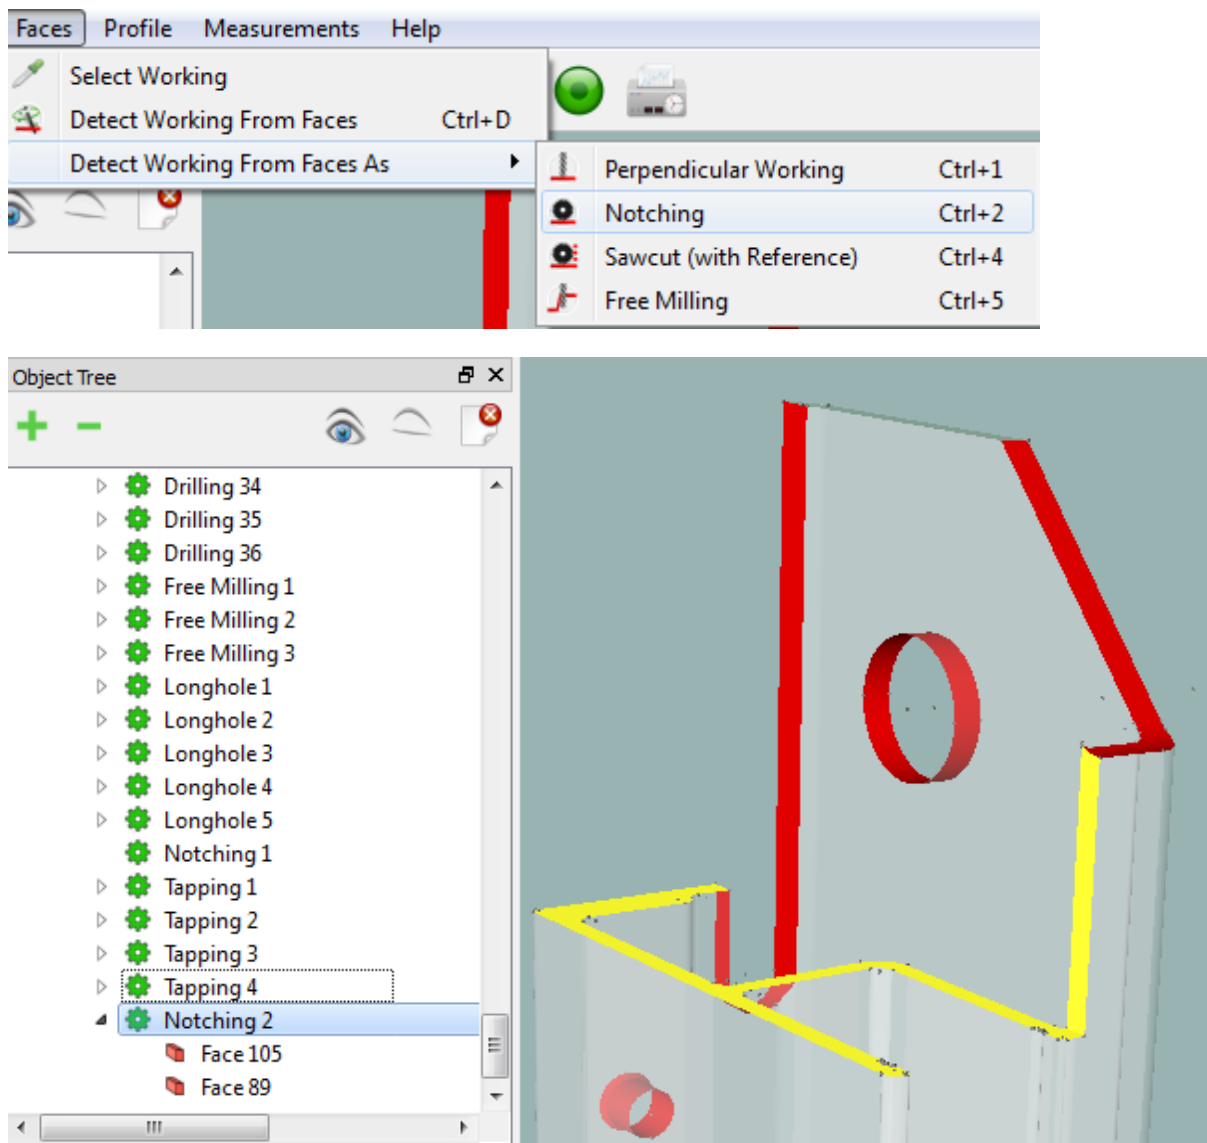 Faces Profile Measurements Help
Select Working
Detect Working From Faces Ctrl+D
Detect Working From Faces As
Perpendicular Working Ctrl+1
Notching Ctrl+2
Sawcut (with Reference) Ctrl+4
Free Milling Ctrl+5
Object Tree
Drilling 34
Drilling 35
Drilling 36
Free Milling 1
Free Milling 2
Free Milling 3
Longhole 1
Longhole 2
Longhole 3
Longhole 4
Longhole 5
Notching 1
Tapping 1
Tapping 2
Tapping 3
Tapping 4
Notching 2
Face 105
Face 89